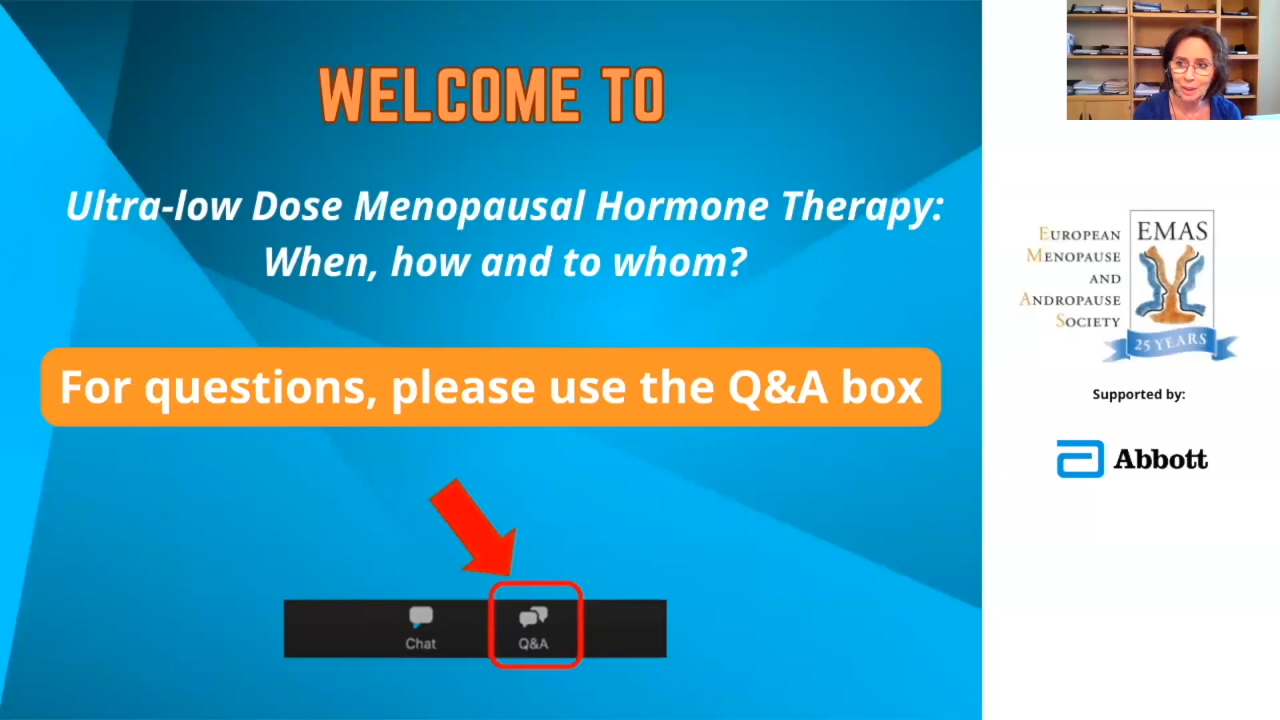 WELCOME TO
Ultra-low Dose Menopausal Hormone Therapy:
When, how and to whom?
For questions, please use the Q&A box
Chat
Q&A
EUROPEAN
MENOPAUSE
AND
ANDROPAUSE
SOCIETY
EMAS
25 YEARS
Supported by:
Abbott